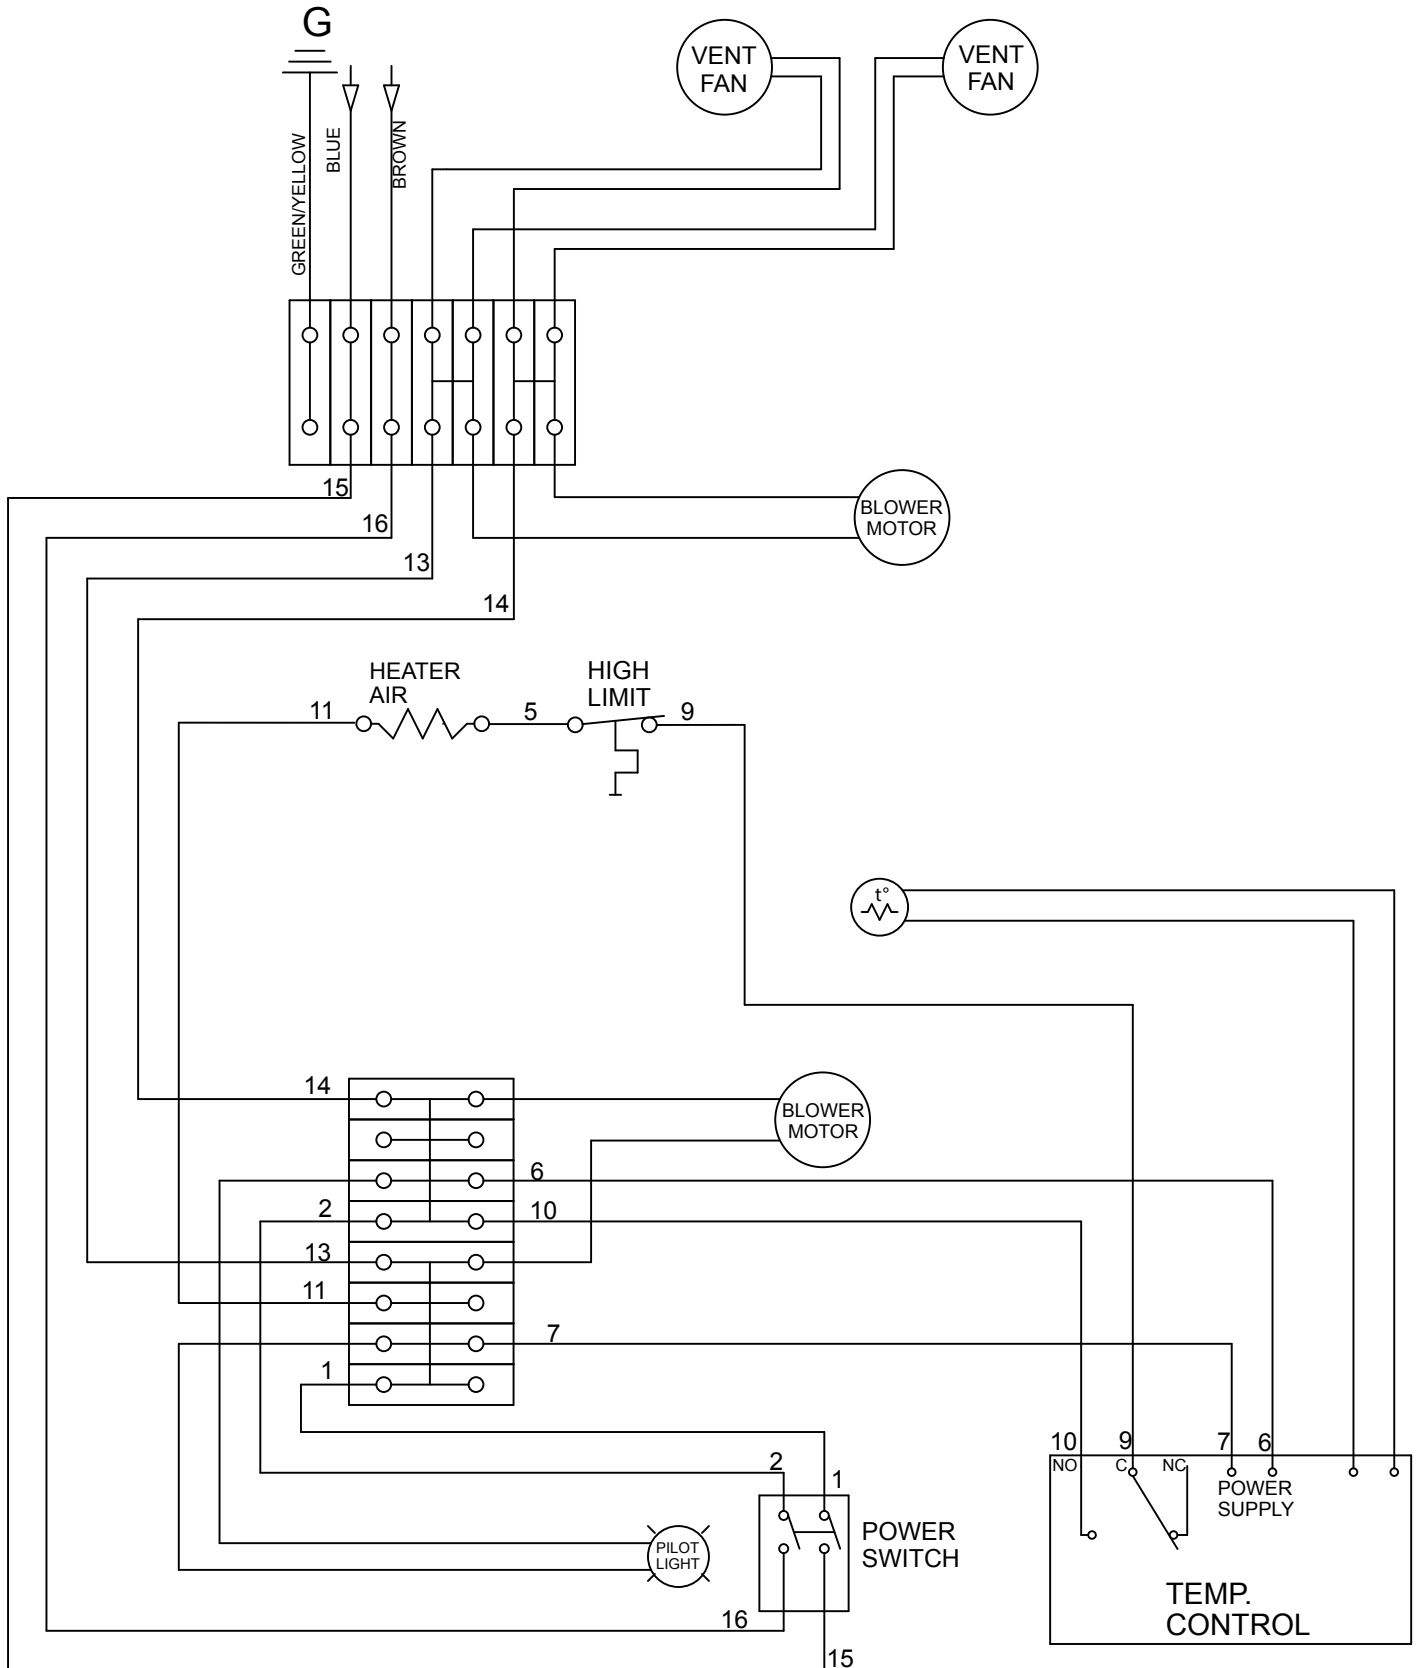 G
VENT
FAN
VENT
FAN
GREEN/YELLOW
BLUE
BROWN
15
16
13
14
BLOWER
MOTOR
HEATER
AIR
HIGH
LIMIT
11
5
9
t°
14
BLOWER
MOTOR
6
2
10
13
11
7
1
10
9
7
6
NO
C
NC
POWER
SUPPLY
2
1
POWER
SWITCH
PILOT
LIGHT
TEMP.
CONTROL
16
15